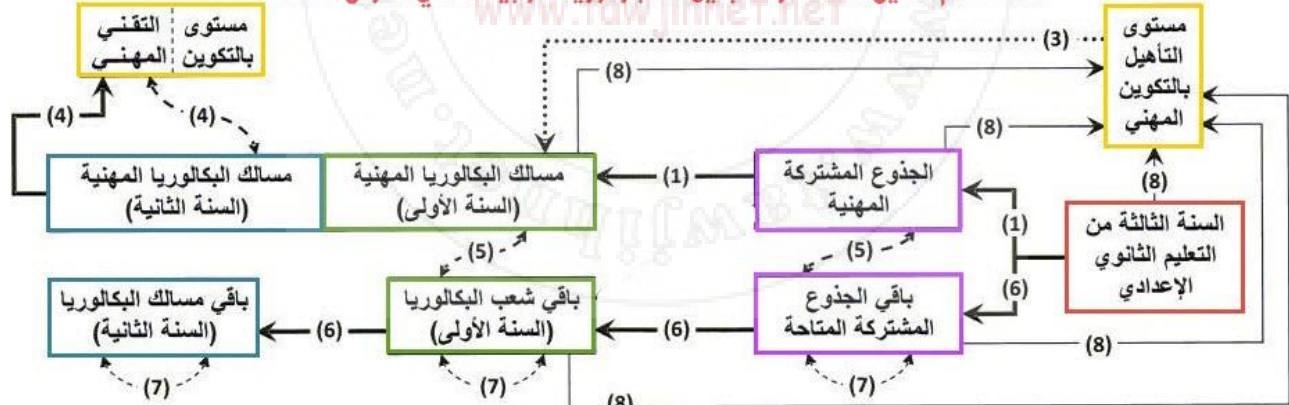 www.tawjihnet.net
مستوى التقني
بالتكوين المهني
مستوى
التأهيل
بالتكوين
المهني
(3)
(8)
(4)
(4)
(8)
(8)
مسالك البكالوريا المهنية
(السنة الثانية)
مسالك البكالوريا المهنية
(السنة الأولى)
(1)
الجذوع المشتركة
المهنية
(1)
السنة الثالثة من
التعليم الثانوي
الإعدادي
(5)
(5)
(6)
باقي مسالك البكالوريا
(السنة الثانية)
(6)
باقي شعب البكالوريا
(السنة الأولى)
(6)
باقي الجذوع
المشتركة المتاحة
(8)
(7)
(7)
(7)
(8)